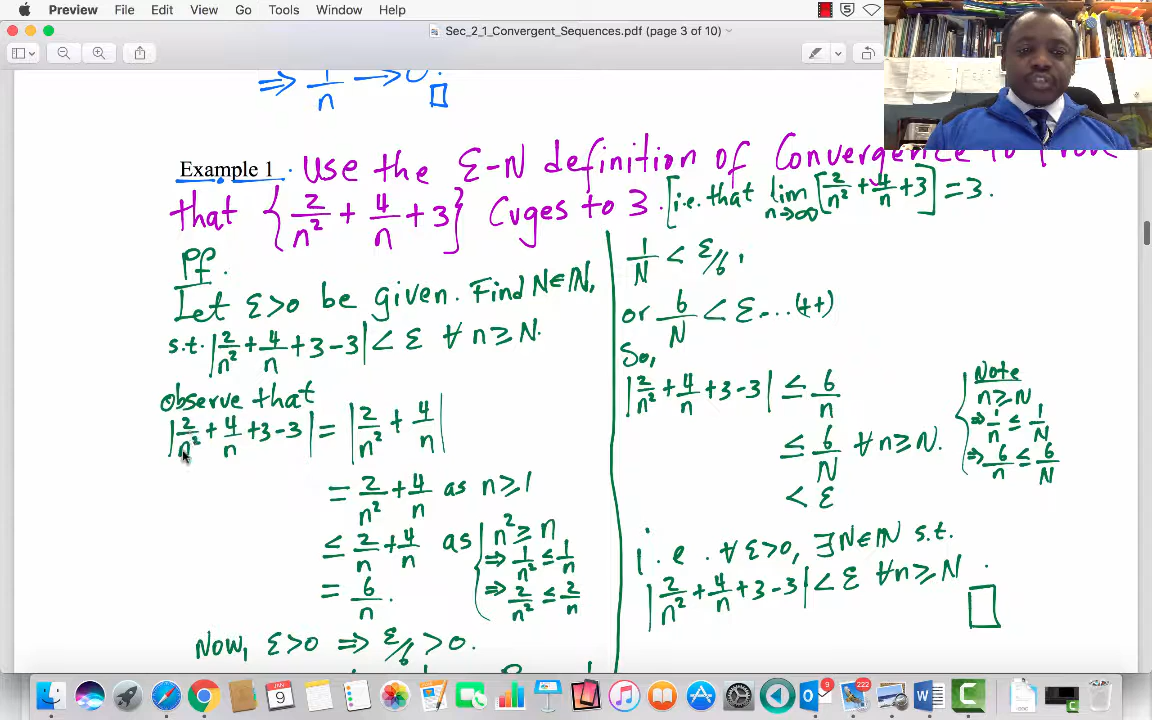 Preview File Edit View Go Tools Window Help
Sec_2_1_Convergent_Sequences.pdf (page 3 of 10)
⇒ 1/n → 0.
□
Example 1. Use the ε-N definition of Convergence to
that {2/n² + 4/n + 3} Cvges to 3. [i.e. that lim n→∞ [2/n² + 4/n + 3] = 3.
Pf.
Let ε>0 be given. Find N∈ℕ,
s.t. |2/n² + 4/n + 3 - 3| < ε ∀ n ≥ N.
observe that
|2/n² + 4/n + 3 - 3| = |2/n² + 4/n|
= 2/n² + 4/n as n ≥ 1
≤ 2/n + 4/n as
n² ≥ n
⇒ 1/n² ≤ 1/n
⇒ 2/n² ≤ 2/n
= 6/n.
Now, ε>0 ⇒ ε/6 > 0.
1/N < ε/6,
or 6/N < ε ... (++)
So,
|2/n² + 4/n + 3 - 3| ≤ 6/n
≤ 6/N ∀ n ≥ N.
< ε
Note
n ≥ N
⇒ 1/n ≤ 1/N
⇒ 6/n ≤ 6/N
i.e. ∀ ε>0, ∃ N∈ℕ s.t.
|2/n² + 4/n + 3 - 3| < ε ∀ n ≥ N.
□
JAN
9
9
222